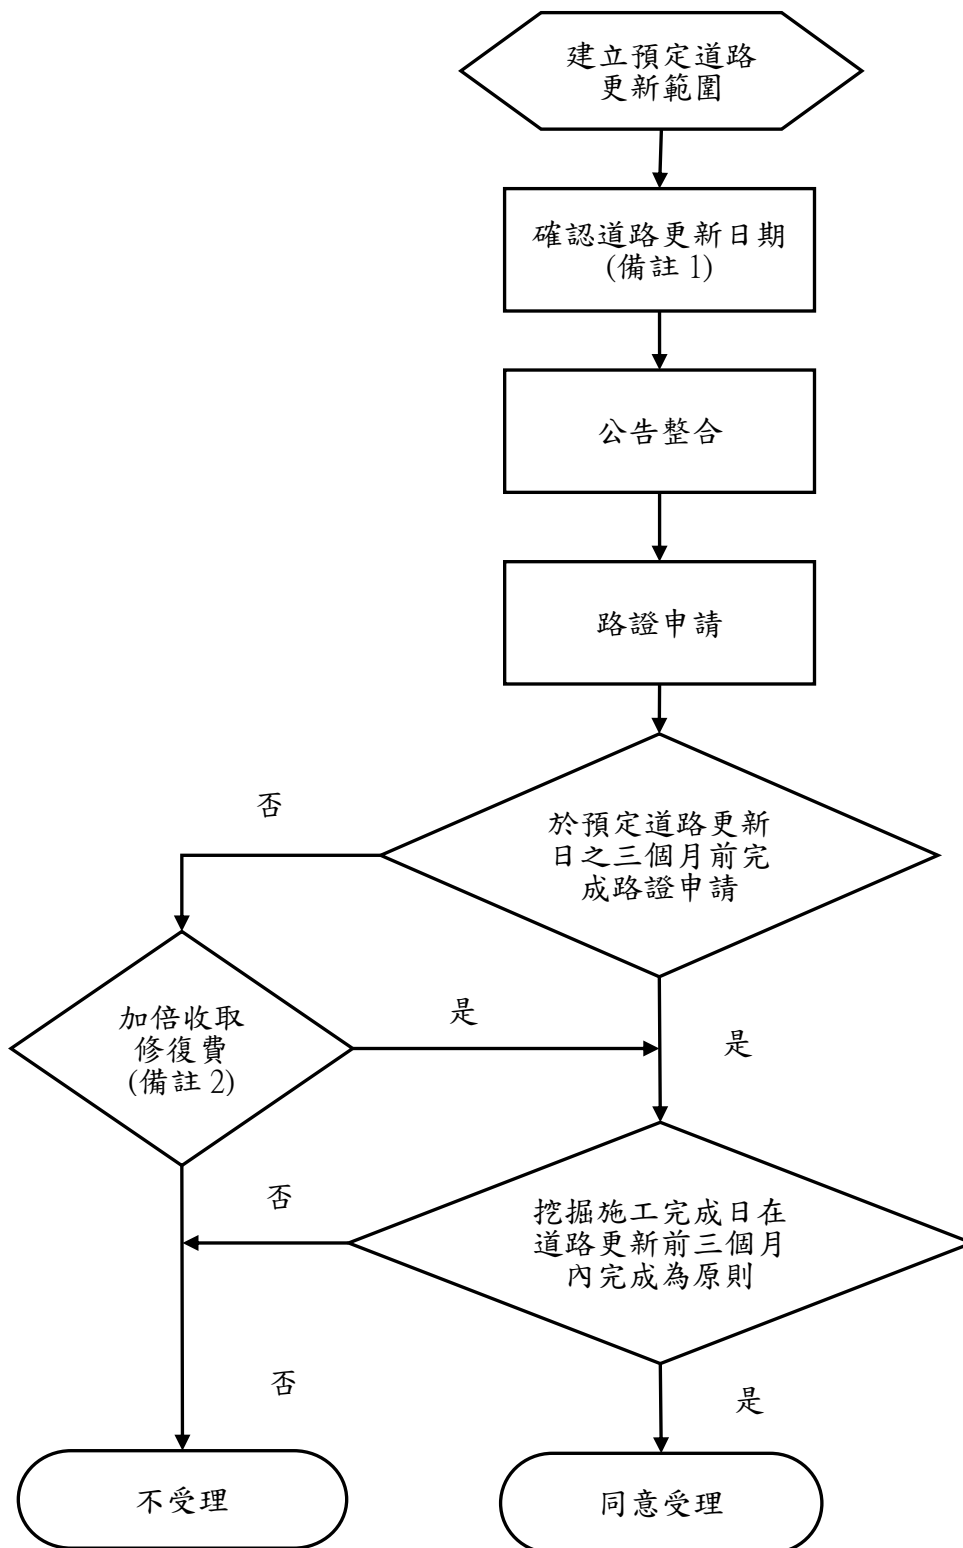 建立預定道路
更新範圍
確認道路更新日期
(備註 1)
公告整合
路證申請
否
於預定道路更新
日之三個月前完
成路證申請
加倍收取
修復費
(備註 2)
是
是
否
挖掘施工完成日在
道路更新前三個月
內完成為原則
否
是
不受理
同意受理